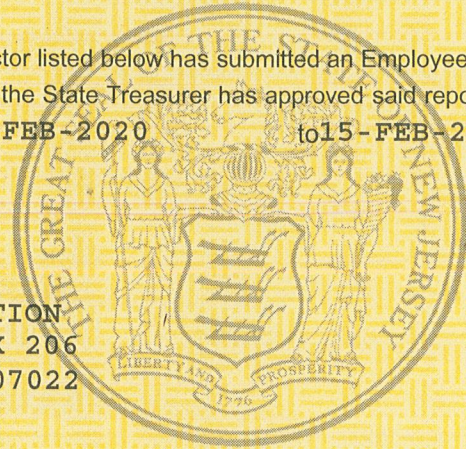 ctor listed below has submitted an Employee
the State Treasurer has approved said repo
FEB-2020 to15-FEB-2
THE GREAT SEAL OF THE STATE OF NEW JERSEY
TION
X 206
07022
LIBERTY AND PROSPERITY
1776